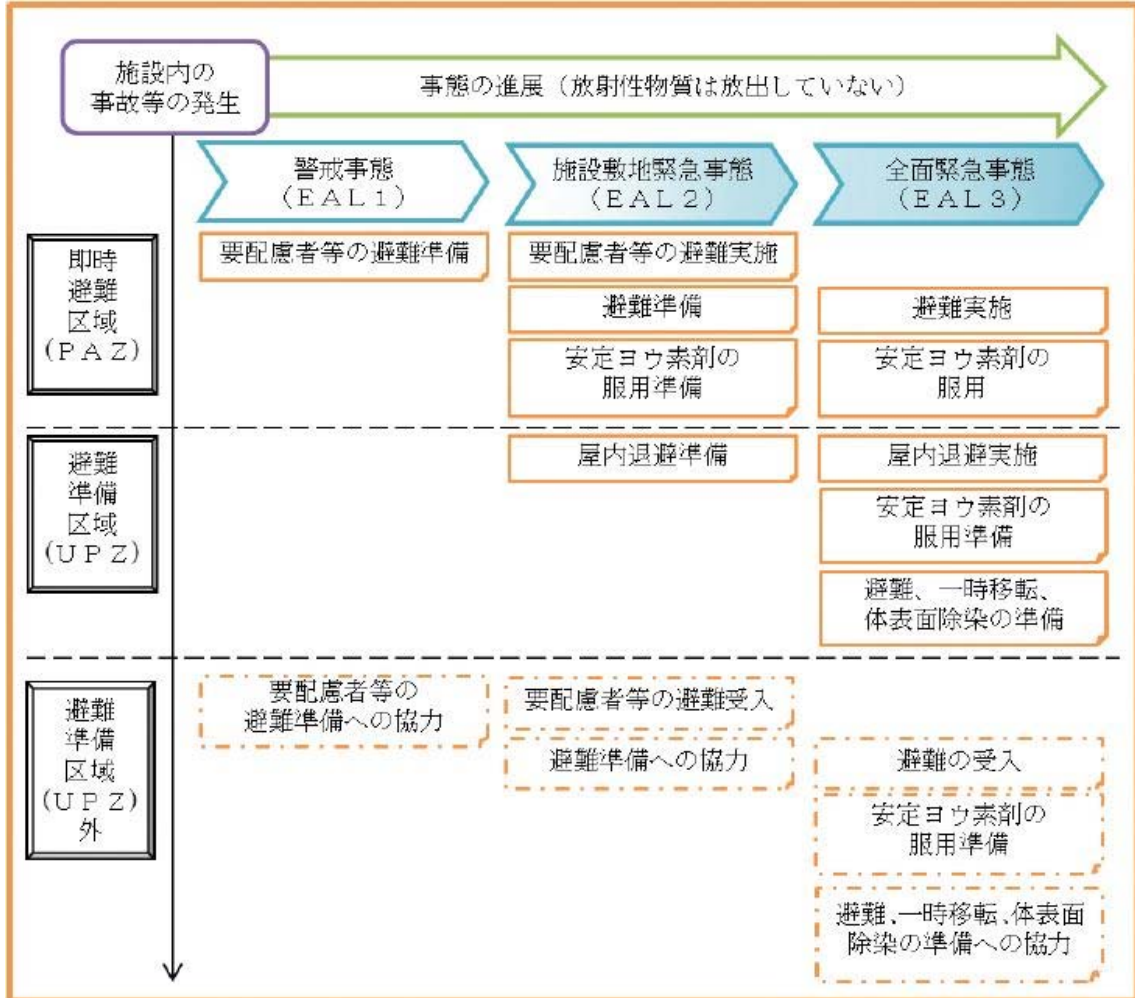 施設内の
事故等の発生
事態の進展（放射性物質は放出していない）
警戒事態
(ＥＡＬ１)
施設敷地緊急事態
(ＥＡＬ２)
全面緊急事態
(ＥＡＬ３)
即時
避難
区域
(ＰＡＺ)
要配慮者等の避難準備
要配慮者等の避難実施
避難準備
安定ヨウ素剤の
服用準備
避難実施
安定ヨウ素剤の
服用
避難
準備
区域
(ＵＰＺ)
屋内退避準備
屋内退避実施
安定ヨウ素剤の
服用準備
避難、一時移転、
体表面除染の準備
避難
準備
区域
(ＵＰＺ)
外
要配慮者等の
避難準備への協力
要配慮者等の避難受入
避難準備への協力
避難の受入
安定ヨウ素剤の
服用準備
避難、一時移転、体表面
除染の準備への協力